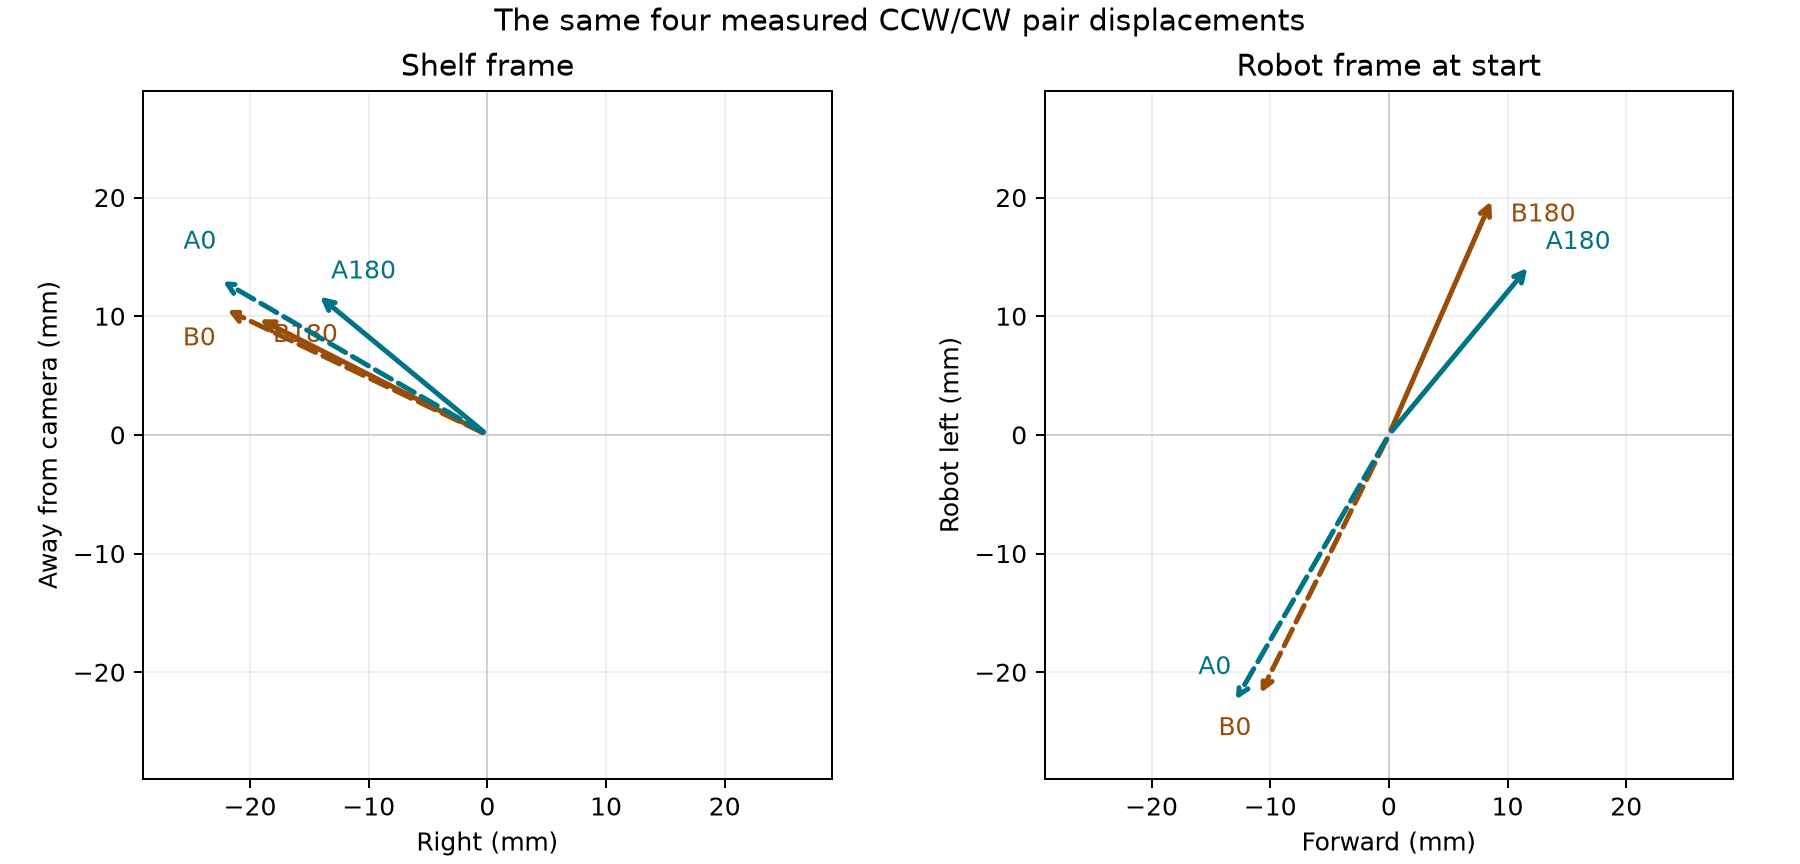 The same four measured CCW/CW pair displacements
Shelf frame
Away from camera (mm)
20
10
0
−10
−20
A0
A180
B0
B180
−20
−10
0
10
20
Right (mm)
Robot frame at start
Robot left (mm)
20
10
0
−10
−20
B180
A180
A0
B0
−20
−10
0
10
20
Forward (mm)